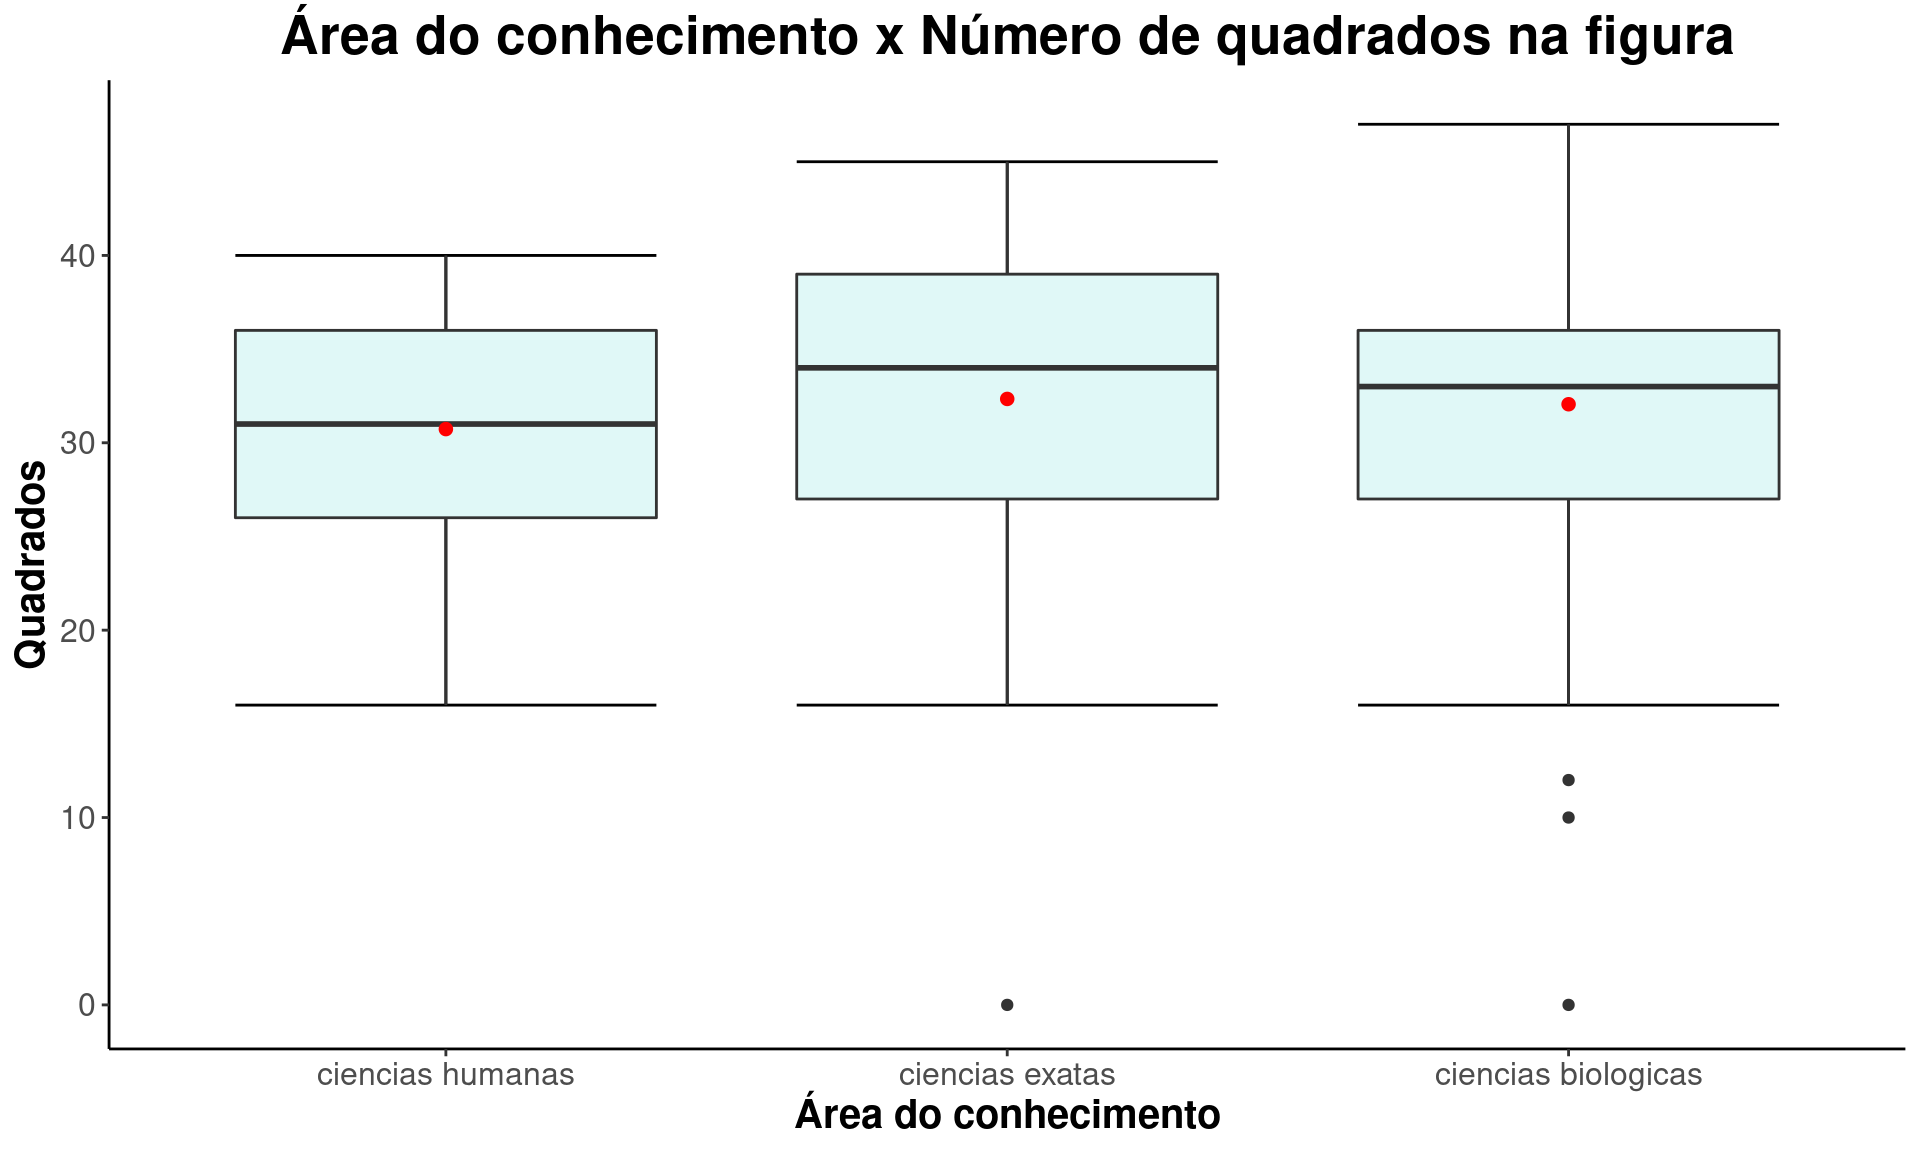 Área do conhecimento x Número de quadrados na figura
Quadrados
40
30
20
10
0
ciencias humanas
ciencias exatas
ciencias biologicas
Área do conhecimento